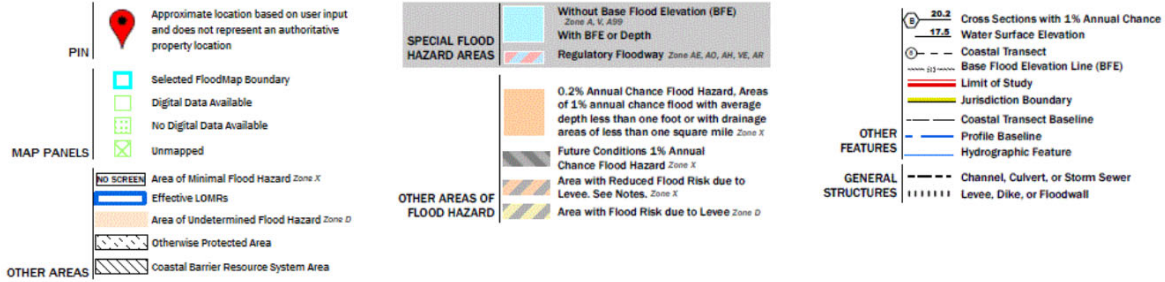 PIN
Approximate location based on user input
and does not represent an authoritative
property location
MAP PANELS
Selected FloodMap Boundary
Digital Data Available
No Digital Data Available
Unmapped
OTHER AREAS
NO SCREEN Area of Minimal Flood Hazard Zone X
Effective LOMRs
Area of Undetermined Flood Hazard Zone D
Otherwise Protected Area
Coastal Barrier Resource System Area
SPECIAL FLOOD
HAZARD AREAS
Without Base Flood Elevation (BFE)
Zone A, V, A99
With BFE or Depth
Regulatory Floodway Zone AE, AO, AH, VE, AR
OTHER AREAS OF
FLOOD HAZARD
0.2% Annual Chance Flood Hazard, Areas
of 1% annual chance flood with average
depth less than one foot or with drainage
areas of less than one square mile Zone X
Future Conditions 1% Annual
Chance Flood Hazard Zone X
Area with Reduced Flood Risk due to
Levee. See Notes. Zone X
Area with Flood Risk due to Levee Zone D
OTHER
FEATURES
B 20.2 Cross Sections with 1% Annual Chance
17.5 Water Surface Elevation
8 Coastal Transect
513 Base Flood Elevation Line (BFE)
Limit of Study
Jurisdiction Boundary
Coastal Transect Baseline
Profile Baseline
Hydrographic Feature
GENERAL
STRUCTURES
Channel, Culvert, or Storm Sewer
Levee, Dike, or Floodwall